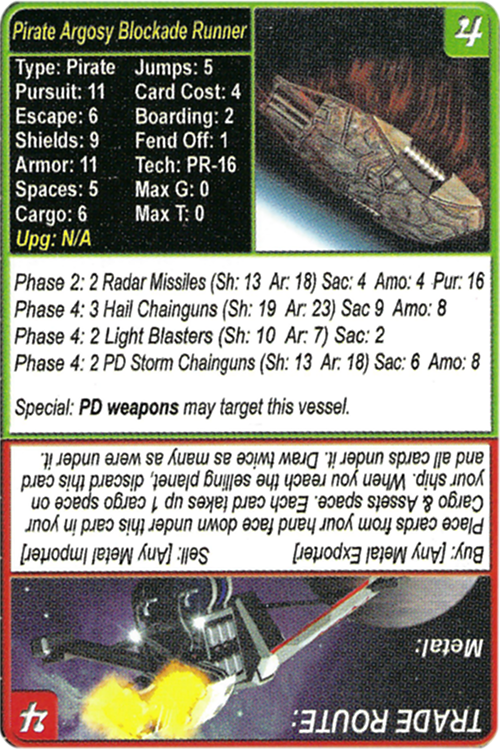 Pirate Argosy Blockade Runner
4
Type: Pirate Jumps: 5
Pursuit: 11 Card Cost: 4
Escape: 6 Boarding: 2
Shields: 9 Fend Off: 1
Armor: 11 Tech: PR-16
Spaces: 5 Max G: 0
Cargo: 6 Max T: 0
Upg: N/A
Phase 2: 2 Radar Missiles (Sh: 13 Ar: 18) Sac: 4 Amo: 4 Pur: 16
Phase 4: 3 Hail Chainguns (Sh: 19 Ar: 23) Sac 9 Amo: 8
Phase 4: 2 Light Blasters (Sh: 10 Ar: 7) Sac: 2
Phase 4: 2 PD Storm Chainguns (Sh: 13 Ar: 18) Sac: 6 Amo: 8
Special: PD weapons may target this vessel.
TRADE ROUTE:
4
Metal:
Buy: [Any Metal Exporter] Sell: [Any Metal Importer]
Place cards from your hand face down under this card in your
Cargo & Assets space. Each card takes up 1 cargo space on
your ship. When you reach the selling planet, discard this card
and all cards under it. Draw twice as many as were under it.